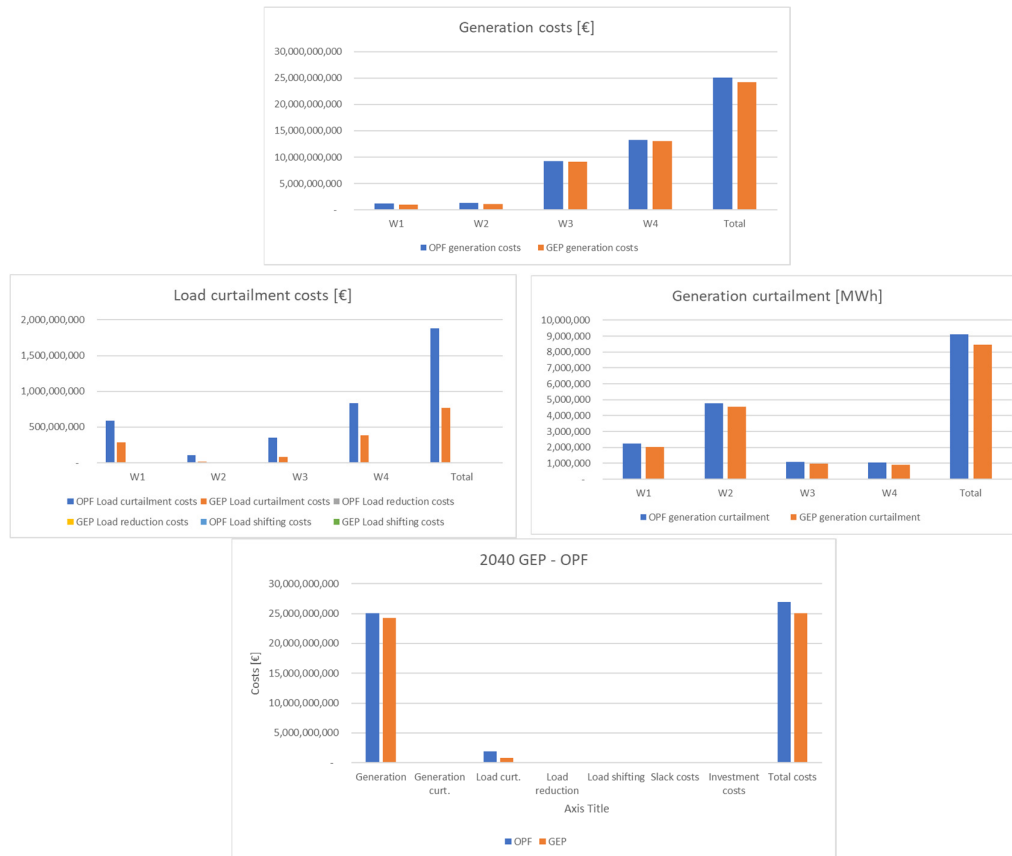 Generation costs [€]
30,000,000,000
25,000,000,000
20,000,000,000
15,000,000,000
10,000,000,000
5,000,000,000
-
W1 W2 W3 W4 Total
OPF generation costs GEP generation costs
Load curtailment costs [€]
2,000,000,000
1,500,000,000
1,000,000,000
500,000,000
-
W1 W2 W3 W4 Total
OPF Load curtailment costs GEP Load curtailment costs OPF Load reduction costs
GEP Load reduction costs OPF Load shifting costs GEP Load shifting costs
Generation curtailment [MWh]
10,000,000
9,000,000
8,000,000
7,000,000
6,000,000
5,000,000
4,000,000
3,000,000
2,000,000
1,000,000
-
W1 W2 W3 W4 Total
OPF generation curtailment GEP generation curtailment
2040 GEP - OPF
Costs [€]
30,000,000,000
25,000,000,000
20,000,000,000
15,000,000,000
10,000,000,000
5,000,000,000
-
Generation Generation Load curt. Load Load shifting Slack costs Investment Total costs
curt. reduction costs
Axis Title
OPF GEP